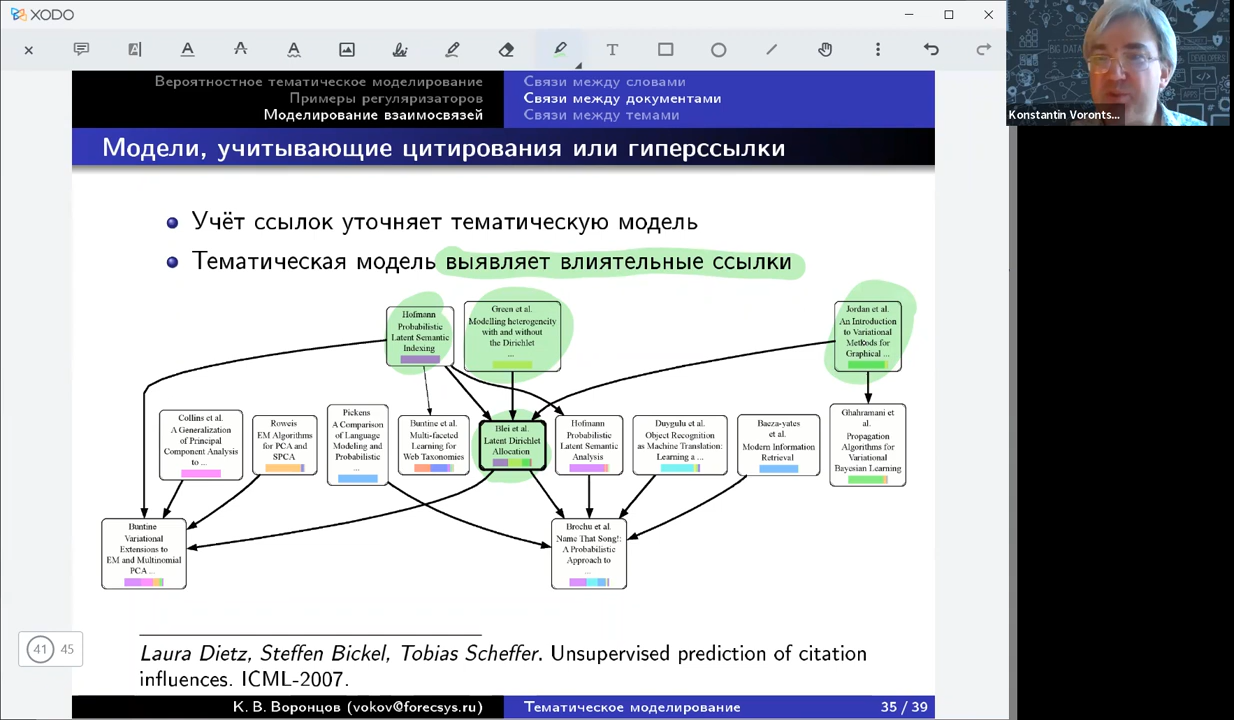 XODO
Konstantin Voronts...
Вероятностное тематическое моделирование
Примеры регуляризаторов
Моделирование взаимосвязей
Связи между словами
Связи между документами
Связи между темами
Модели, учитывающие цитирования или гиперссылки
Учёт ссылок уточняет тематическую модель
Тематическая модель выявляет влиятельные ссылки
Hofmann
Probabilistic
Latent Semantic
Indexing
Green et al.
Modelling heterogeneity
with and without
the Dirichlet
...
Jordan et al.
An Introduction
to Variational
Methods for
Graphical ...
Collins et al.
A Generalization
of Principal
Component Analysis
to ...
Roweis
EM Algorithms
for PCA and
SPCA
Pickens
A Comparison
of Language
Modeling and
Probabilistic
...
Buntine et al.
Multi-faceted
Learning for
Web Taxonomies
Blei et al.
Latent Dirichlet
Allocation
Hofmann
Probabilistic
Latent Semantic
Analysis
Duygulu et al.
Object Recognition
as Machine Translation:
Learning a ...
Baeza-yates
et al.
Modern Information
Retrieval
Ghahramani et
al.
Propagation
Algorithms for
Variational
Bayesian Learning
Buntine
Variational
Extensions to
EM and Multinomial
PCA ...
Brochu et al.
Name That Song!:
A Probabilistic
Approach to
...
41 45
Laura Dietz, Steffen Bickel, Tobias Scheffer. Unsupervised prediction of citation
influences. ICML-2007.
К. В. Воронцов (vokov@forecsys.ru)
Тематическое моделирование
35 / 39